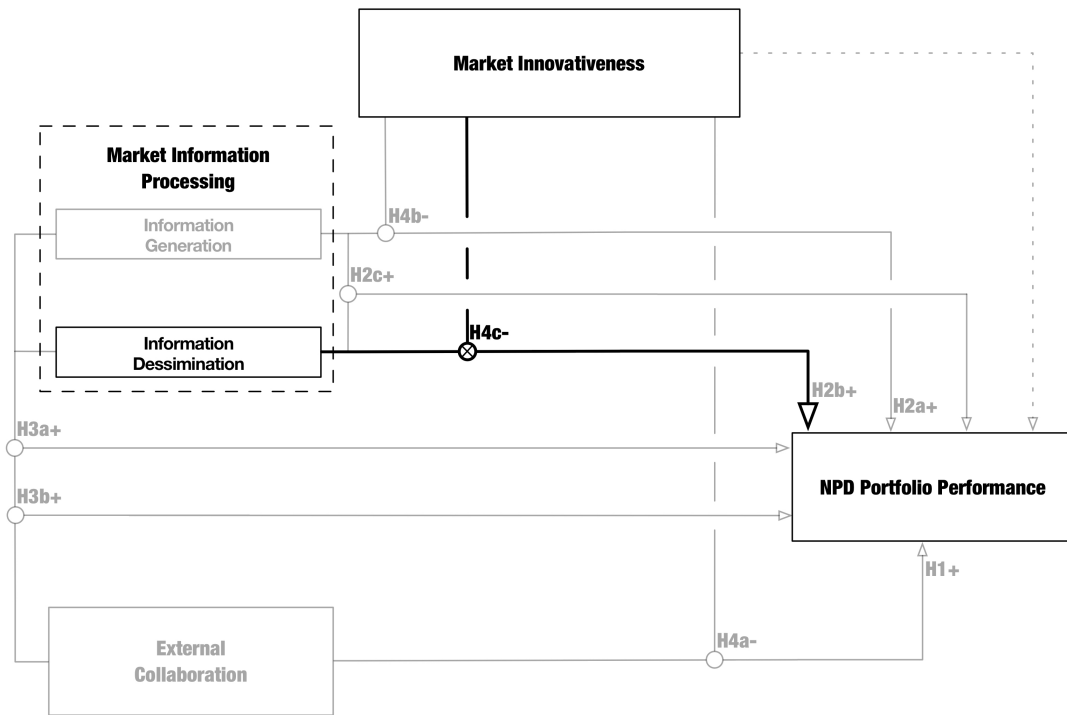 Market Innovativeness
Market Information
Processing
Information
Generation
H4b-
H2c+
Information
Dessimination
H4c-
H2b+
H2a+
H3a+
H3b+
NPD Portfolio Performance
H1+
External
Collaboration
H4a-